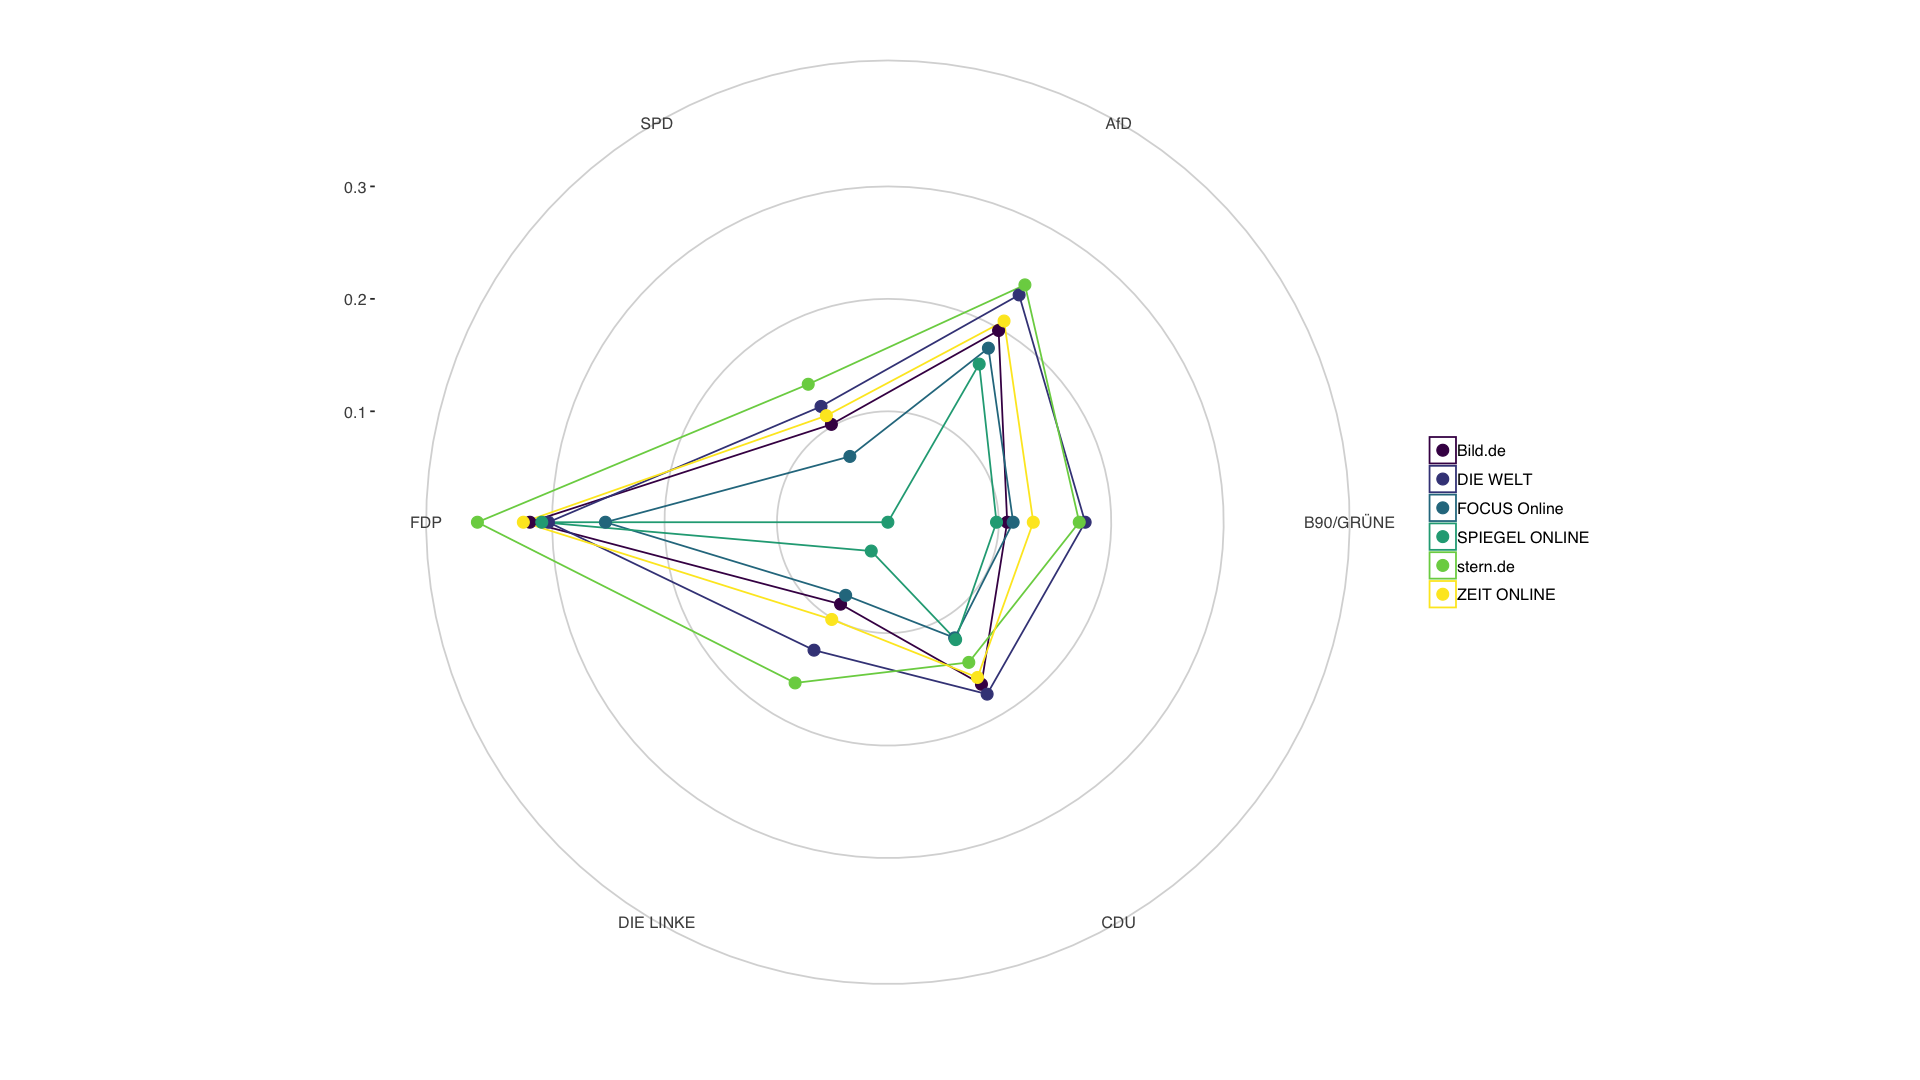 SPD
AfD
0.3
0.2
0.1
FDP
B90/GRÜNE
DIE LINKE
CDU
Bild.de
DIE WELT
FOCUS Online
SPIEGEL ONLINE
stern.de
ZEIT ONLINE